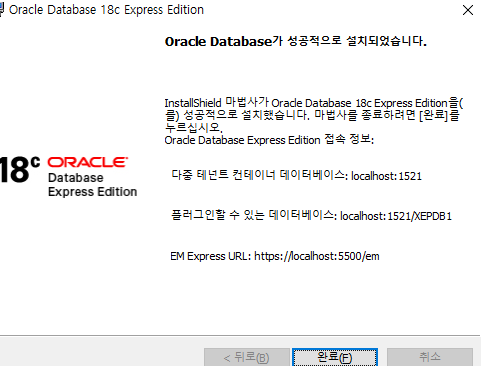 Oracle Database 18c Express Edition
Oracle Database가 성공적으로 설치되었습니다.
InstallShield 마법사가 Oracle Database 18c Express Edition을(
를) 성공적으로 설치했습니다. 마법사를 종료하려면 [완료]를
누르십시오.
Oracle Database Express Edition 접속 정보:
18c ORACLE
Database
Express Edition
다중 테넌트 컨테이너 데이터베이스: localhost:1521
플러그인할 수 있는 데이터베이스: localhost:1521/XEPDB1
EM Express URL: https://localhost:5500/em
< 뒤로(B)
완료(F)
취소